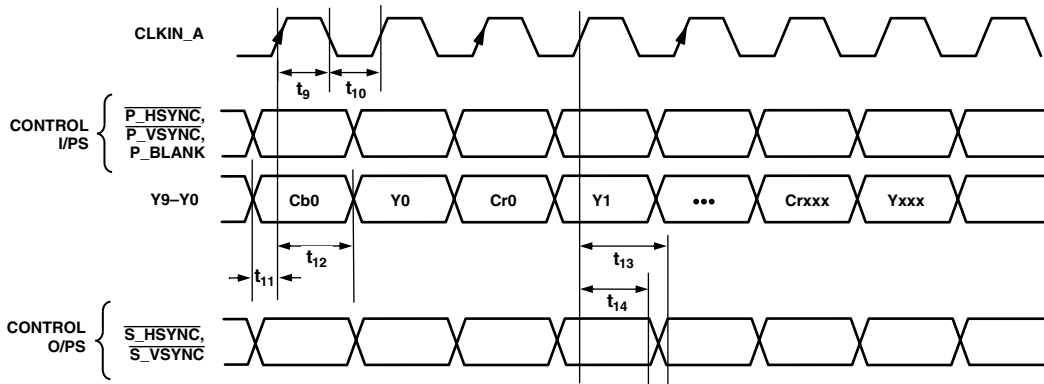 CLKIN_A
t9
t10
CONTROL
I/PS
P_HSYNC,
P_VSYNC,
P_BLANK
Y9–Y0
Cb0
Y0
Cr0
Y1
•••
Crxxx
Yxxx
t11
t12
t13
t14
CONTROL
O/PS
S_HSYNC,
S_VSYNC